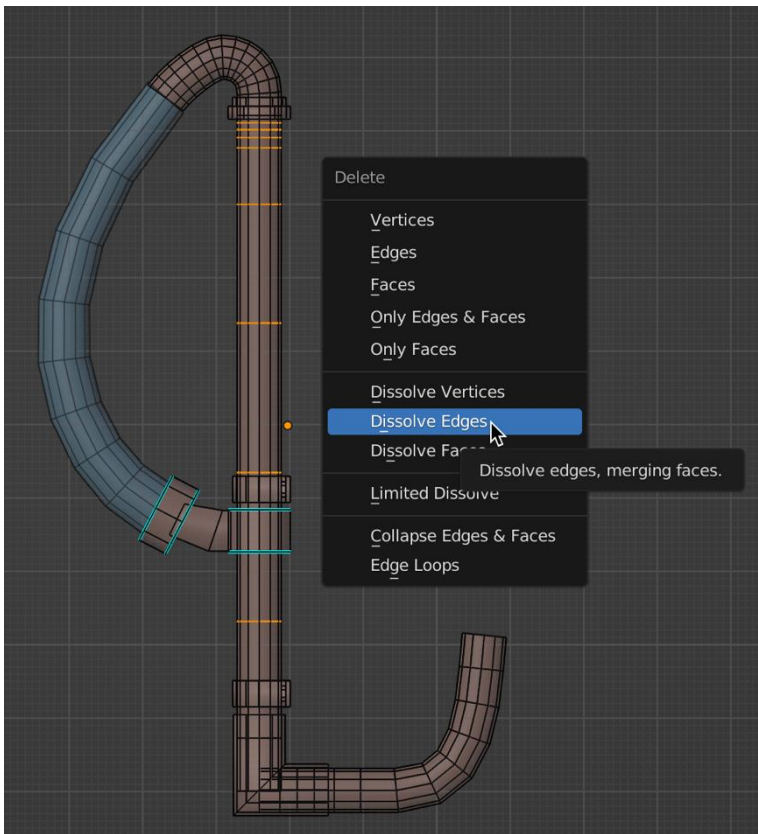 Delete
Vertices
Edges
Faces
Only Edges & Faces
Only Faces
Dissolve Vertices
Dissolve Edges
Dissolve
Dissolve edges, merging faces.
Limited Dissolve
Collapse Edges & Faces
Edge Loops